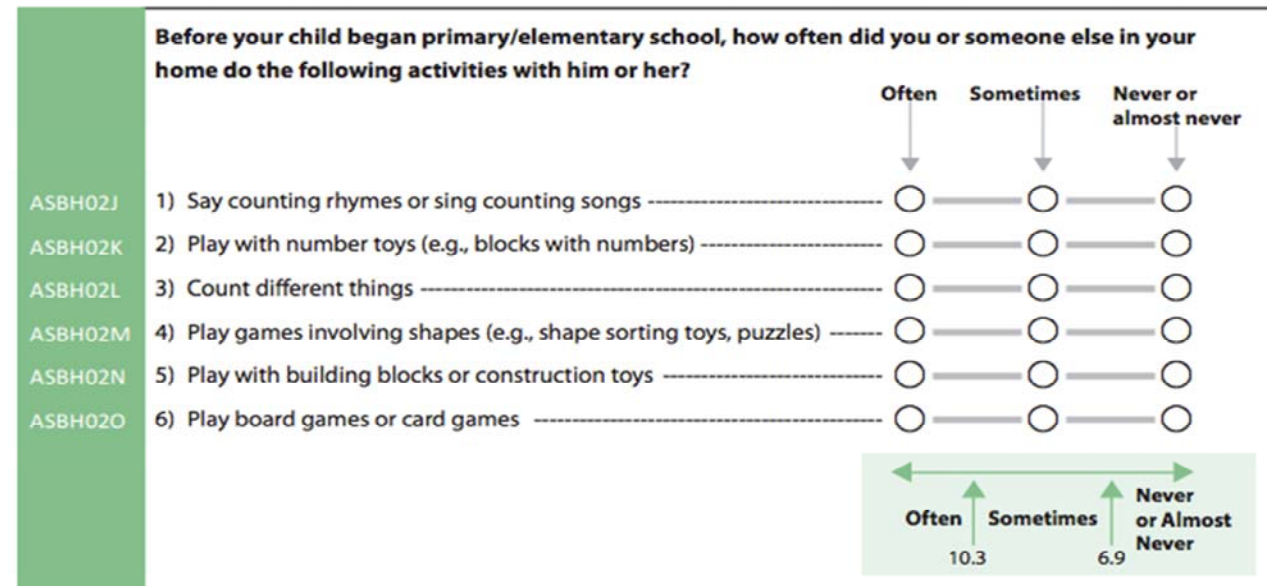 Before your child began primary/elementary school, how often did you or someone else in your
home do the following activities with him or her?
Often Sometimes Never or
almost never
ASBH02J 1) Say counting rhymes or sing counting songs
ASBH02K 2) Play with number toys (e.g., blocks with numbers)
ASBH02L 3) Count different things
ASBH02M 4) Play games involving shapes (e.g., shape sorting toys, puzzles)
ASBH02N 5) Play with building blocks or construction toys
ASBH02O 6) Play board games or card games
Often Sometimes Never
or Almost
Never
10.3 6.9